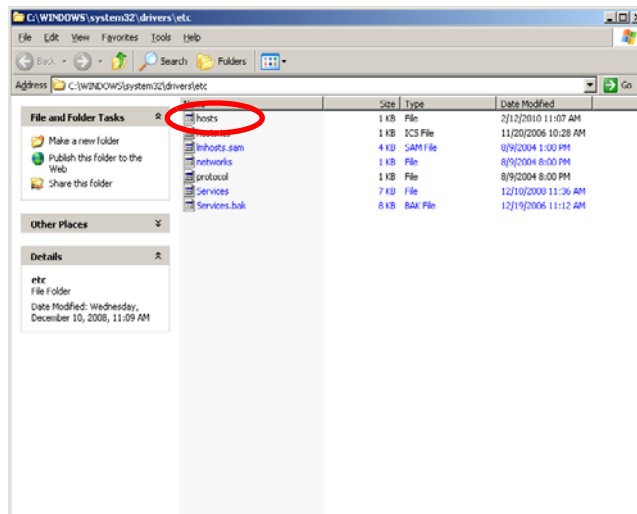 C:\WINDOWS\system32\drivers\etc
File Edit View Favorites Tools Help
Back Search Folders
Address C:\WINDOWS\system32\drivers\etc Go
Size Type Date Modified
hosts 1 KB File 2/12/2010 11:07 AM
1 KB ICS File 11/20/2006 10:28 AM
lmhosts.sam 4 KB SAM File 8/9/2004 1:00 PM
networks 1 KB File 8/9/2004 8:00 PM
protocol 1 KB File 8/9/2004 8:00 PM
Services 7 KB File 12/10/2008 11:36 AM
Services.bak 8 KB BAK File 12/19/2006 11:12 AM
File and Folder Tasks
Make a new folder
Publish this folder to the
Web
Share this folder
Other Places
Details
etc
File Folder
Date Modified: Wednesday,
December 10, 2008, 11:09 AM